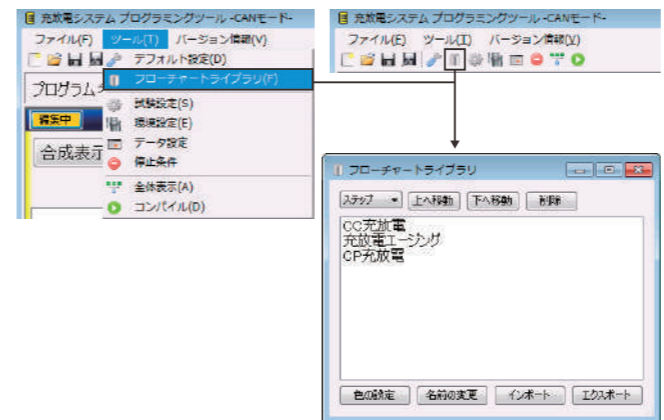 充放電システム プログラミングツール -CANモード-
ファイル(F) ツール(T) バージョン情報(V)
デフォルト設定(D)
フローチャートライブラリ(F)
プログラム
試験設定(S)
編集中
環境設定(E)
データ設定
合成表示
停止条件
全体表示(A)
コンパイル(D)
充放電システム プログラミングツール -CANモード-
ファイル(F) ツール(T) バージョン情報(V)
フローチャートライブラリ
ステップ 上へ移動 下へ移動 削除
CC充放電
充放電エージング
CP充放電
色の設定 名前の変更 インポート エクスポート